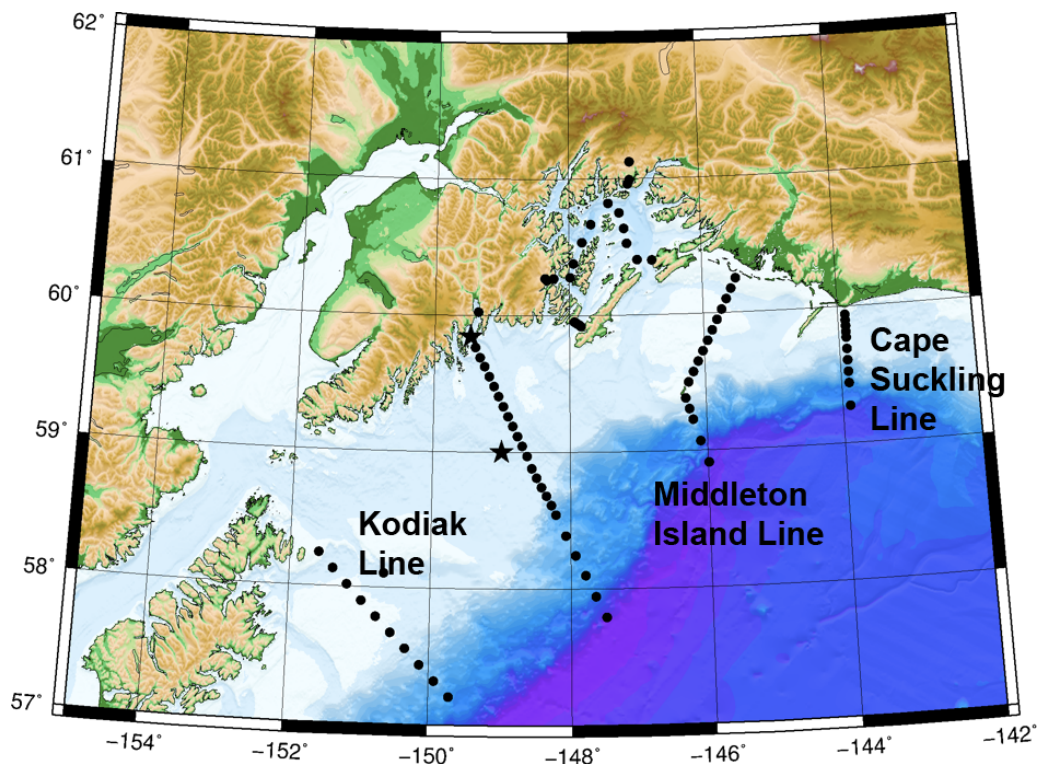 62°
61°
60°
59°
58°
57°
Cape
Suckling
Line
Middleton
Island Line
Kodiak
Line
−154°
−152°
−150°
−148°
−146°
−144°
−142°